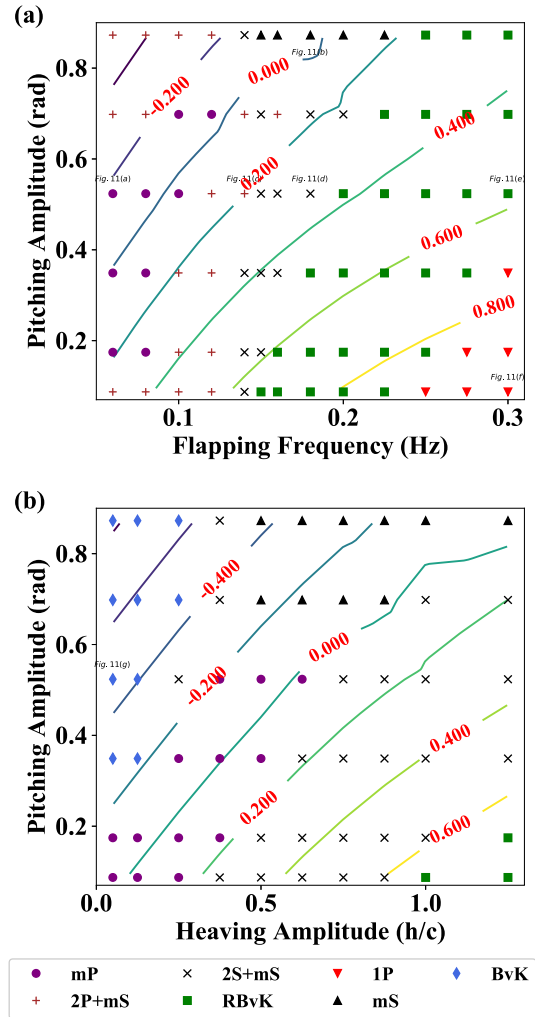 (a)
Fig. 11(b)
0.8
-0.200
0.000
0.400
0.6
0.200
Fig. 11(a)
Fig. 11(d)
Fig. 11(e)
0.600
0.4
0.800
0.2
Fig. 11(f)
0.1
0.2
0.3
Pitching Amplitude (rad)
Flapping Frequency (Hz)
(b)
0.8
-0.400
0.000
Fig. 11(g)
0.6
-0.200
0.4
0.400
0.200
0.600
0.2
0.0
0.5
1.0
Pitching Amplitude (rad)
Heaving Amplitude (h/c)
mP
2S+mS
1P
BvK
2P+mS
RBvK
mS